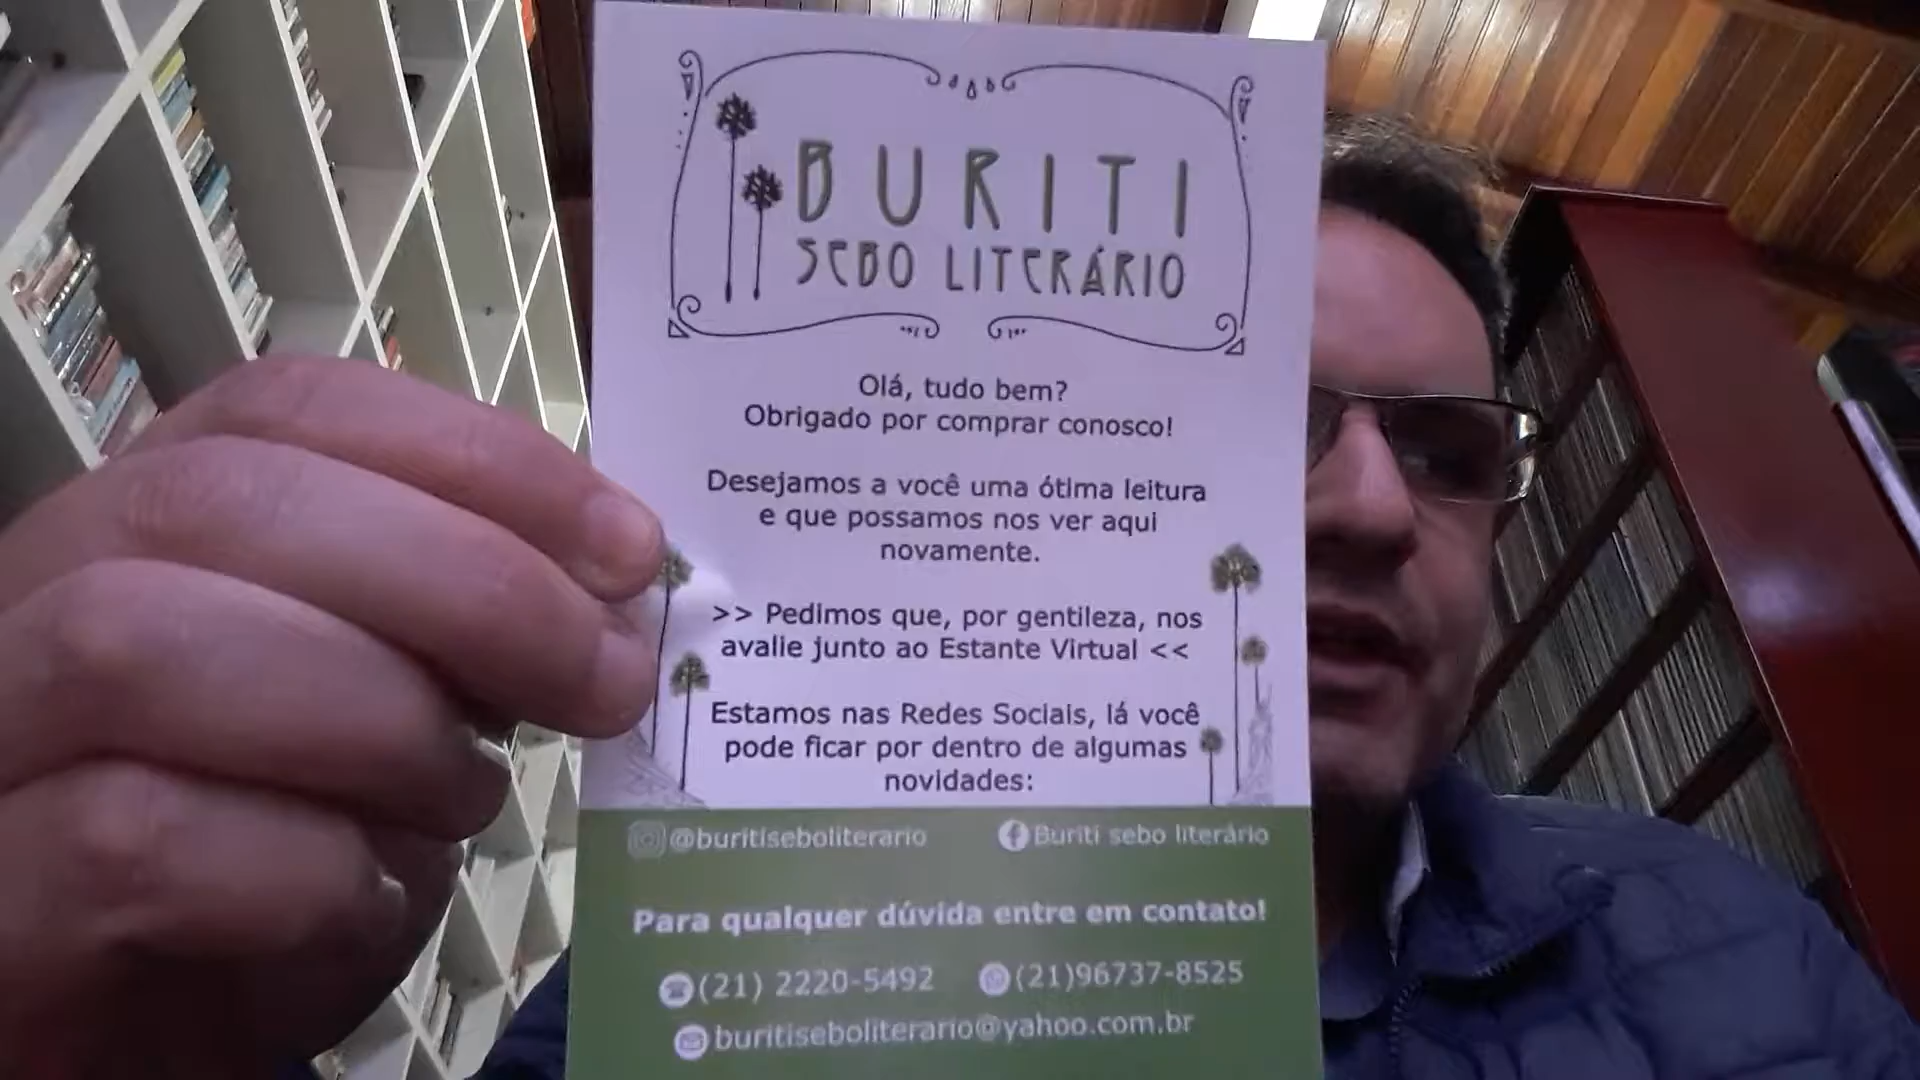 BURITI
SEBO LITERÁRIO
Olá, tudo bem?
Obrigado por comprar conosco!
Desejamos a você uma ótima leitura
e que possamos nos ver aqui
novamente.
>> Pedimos que, por gentileza, nos
avalie junto ao Estante Virtual <<
Estamos nas Redes Sociais, lá você
pode ficar por dentro de algumas
novidades:
@buritiseboliterario Buriti sebo literário
Para qualquer dúvida entre em contato!
(21) 2220-5492 (21)96737-8525
buritiseboliterario@yahoo.com.br